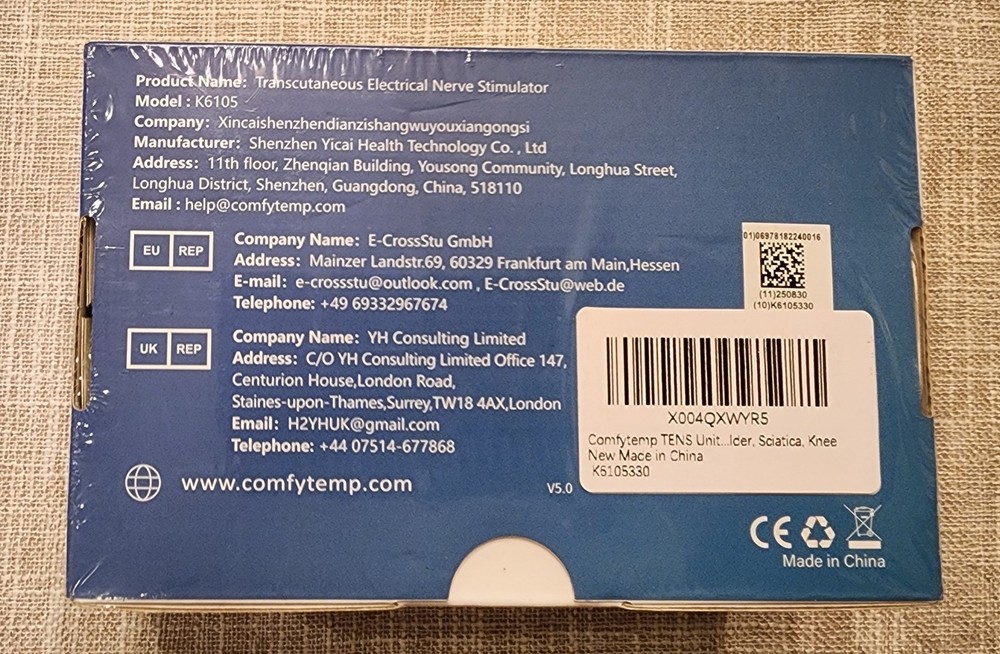 Product Name: Transcutaneous Electrical Nerve Stimulator
Model : K6105
Company: Xincaishenzhendianzishangwuyouxiangongsi
Manufacturer: Shenzhen Yicai Health Technology Co. , Ltd
Address: 11th floor, Zhenqian Building, Yousong Community, Longhua Street,
Longhua District, Shenzhen, Guangdong, China, 518110
Email : help@comfytemp.com
EU REP
Company Name: E-CrossStu GmbH
Address: Mainzer Landstr.69, 60329 Frankfurt am Main,Hessen
E-mail: e-crossstu@outlook.com , E-CrossStu@web.de
Telephone: +49 69332967674
UK REP
Company Name: YH Consulting Limited
Address: C/O YH Consulting Limited Office 147,
Centurion House,London Road,
Staines-upon-Thames,Surrey,TW18 4AX,London
Email: H2YHUK@gmail.com
Telephone: +44 07514-677868
www.comfytemp.com
V5.0
01)06978182240016
(11)250830
(10)K6105330
X004QXWYR5
Comfytemp TENS Unit...lder, Sciatica, Knee
New Mace in China
K6105330
CE
Made in China